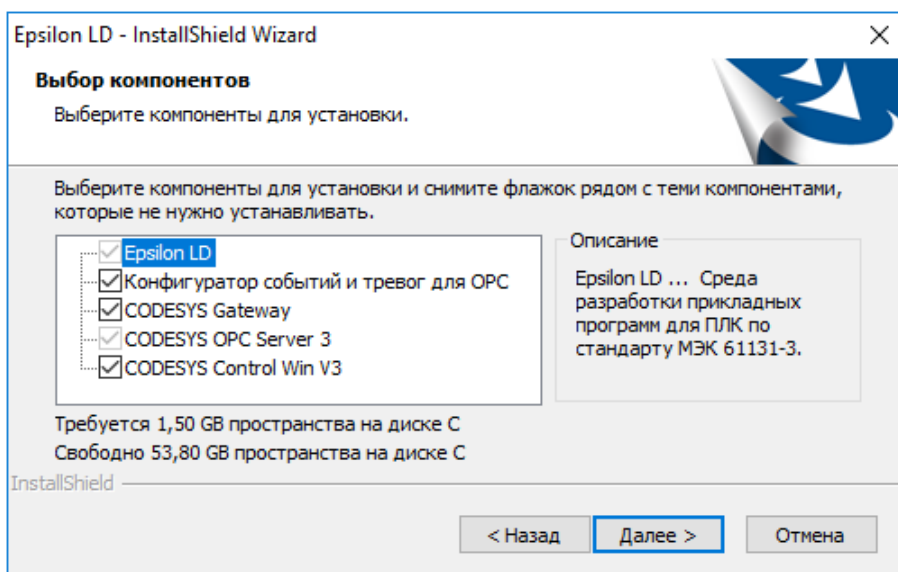 Epsilon LD - InstallShield Wizard
Выбор компонентов
Выберите компоненты для установки.
Выберите компоненты для установки и снимите флажок рядом с теми компонентами,
которые не нужно устанавливать.
Epsilon LD
Конфигуратор событий и тревог для OPC
CODESYS Gateway
CODESYS OPC Server 3
CODESYS Control Win V3
Описание
Epsilon LD ... Среда
разработки прикладных
программ для ПЛК по
стандарту МЭК 61131-3.
Требуется 1,50 GB пространства на диске C
Свободно 53,80 GB пространства на диске C
InstallShield
< Назад
Далее >
Отмена